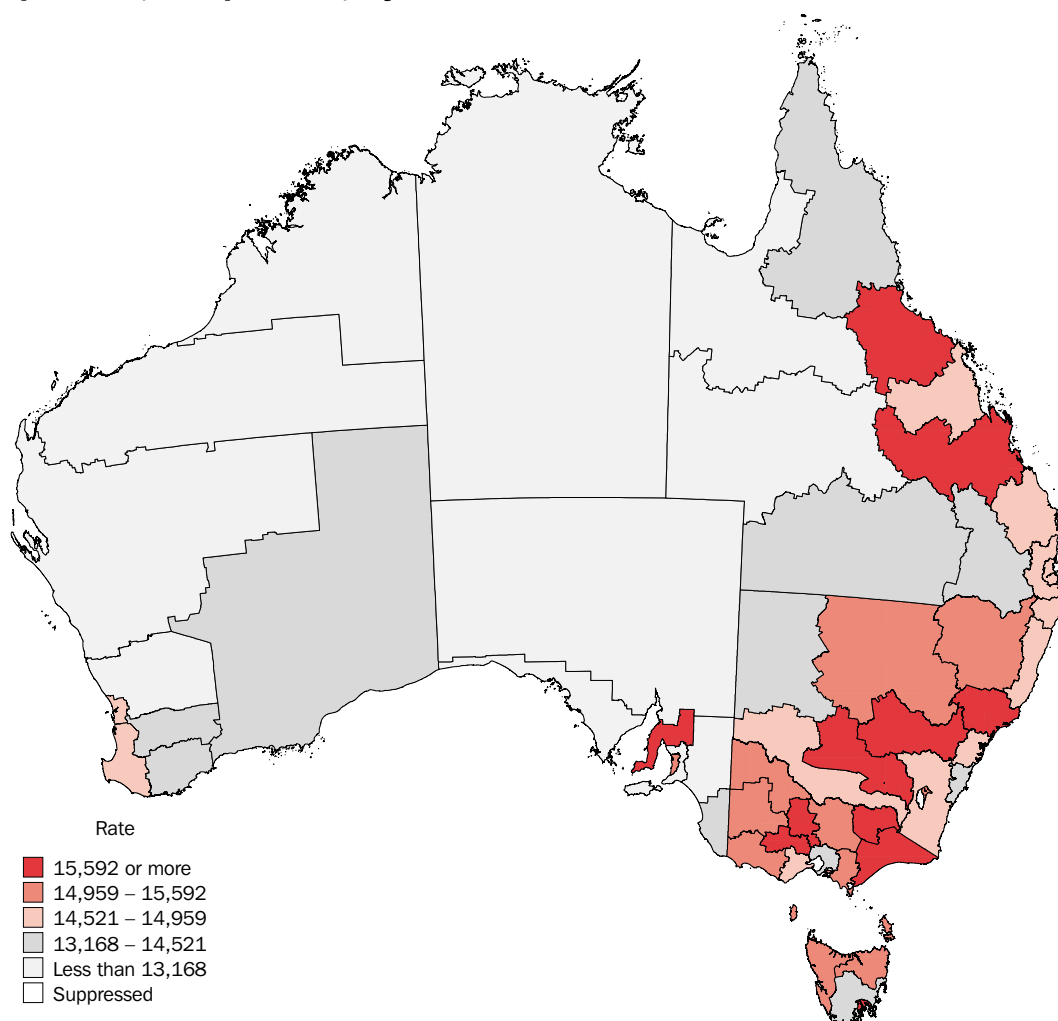 Rate
15,592 or more
14,959 – 15,592
14,521 – 14,959
13,168 – 14,521
Less than 13,168
Suppressed